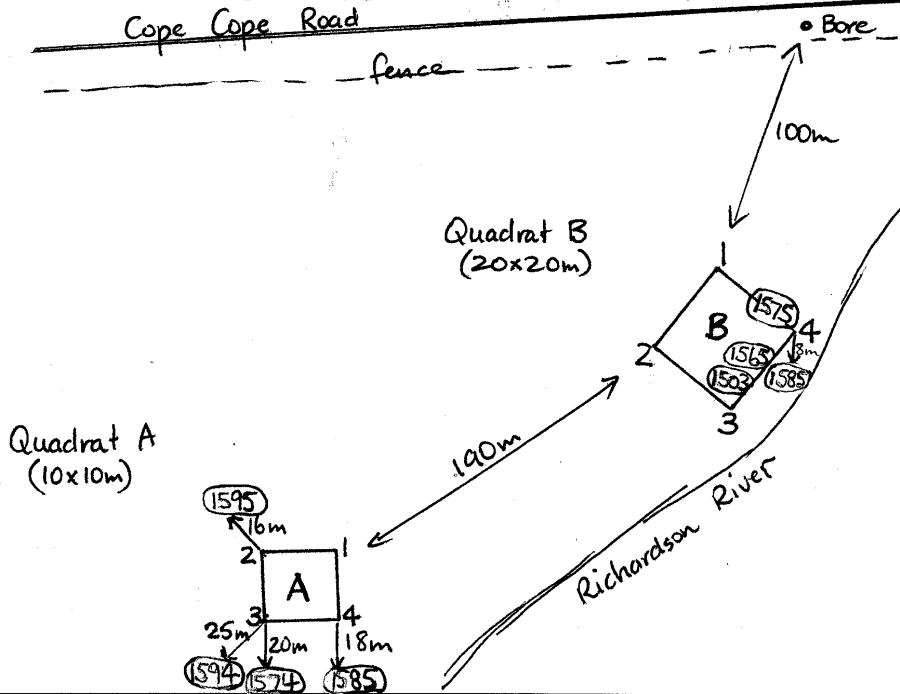 Cope Cope Road
Bore
fence
100m
Quadrat B
(20x20m)
1
1575
B
4
1565
8m
2
1503
1585
3
190m
Quadrat A
(10x10m)
Richardson River
1595
16m
2
1
A
3
4
25m
20m
18m
1594
1574
1585